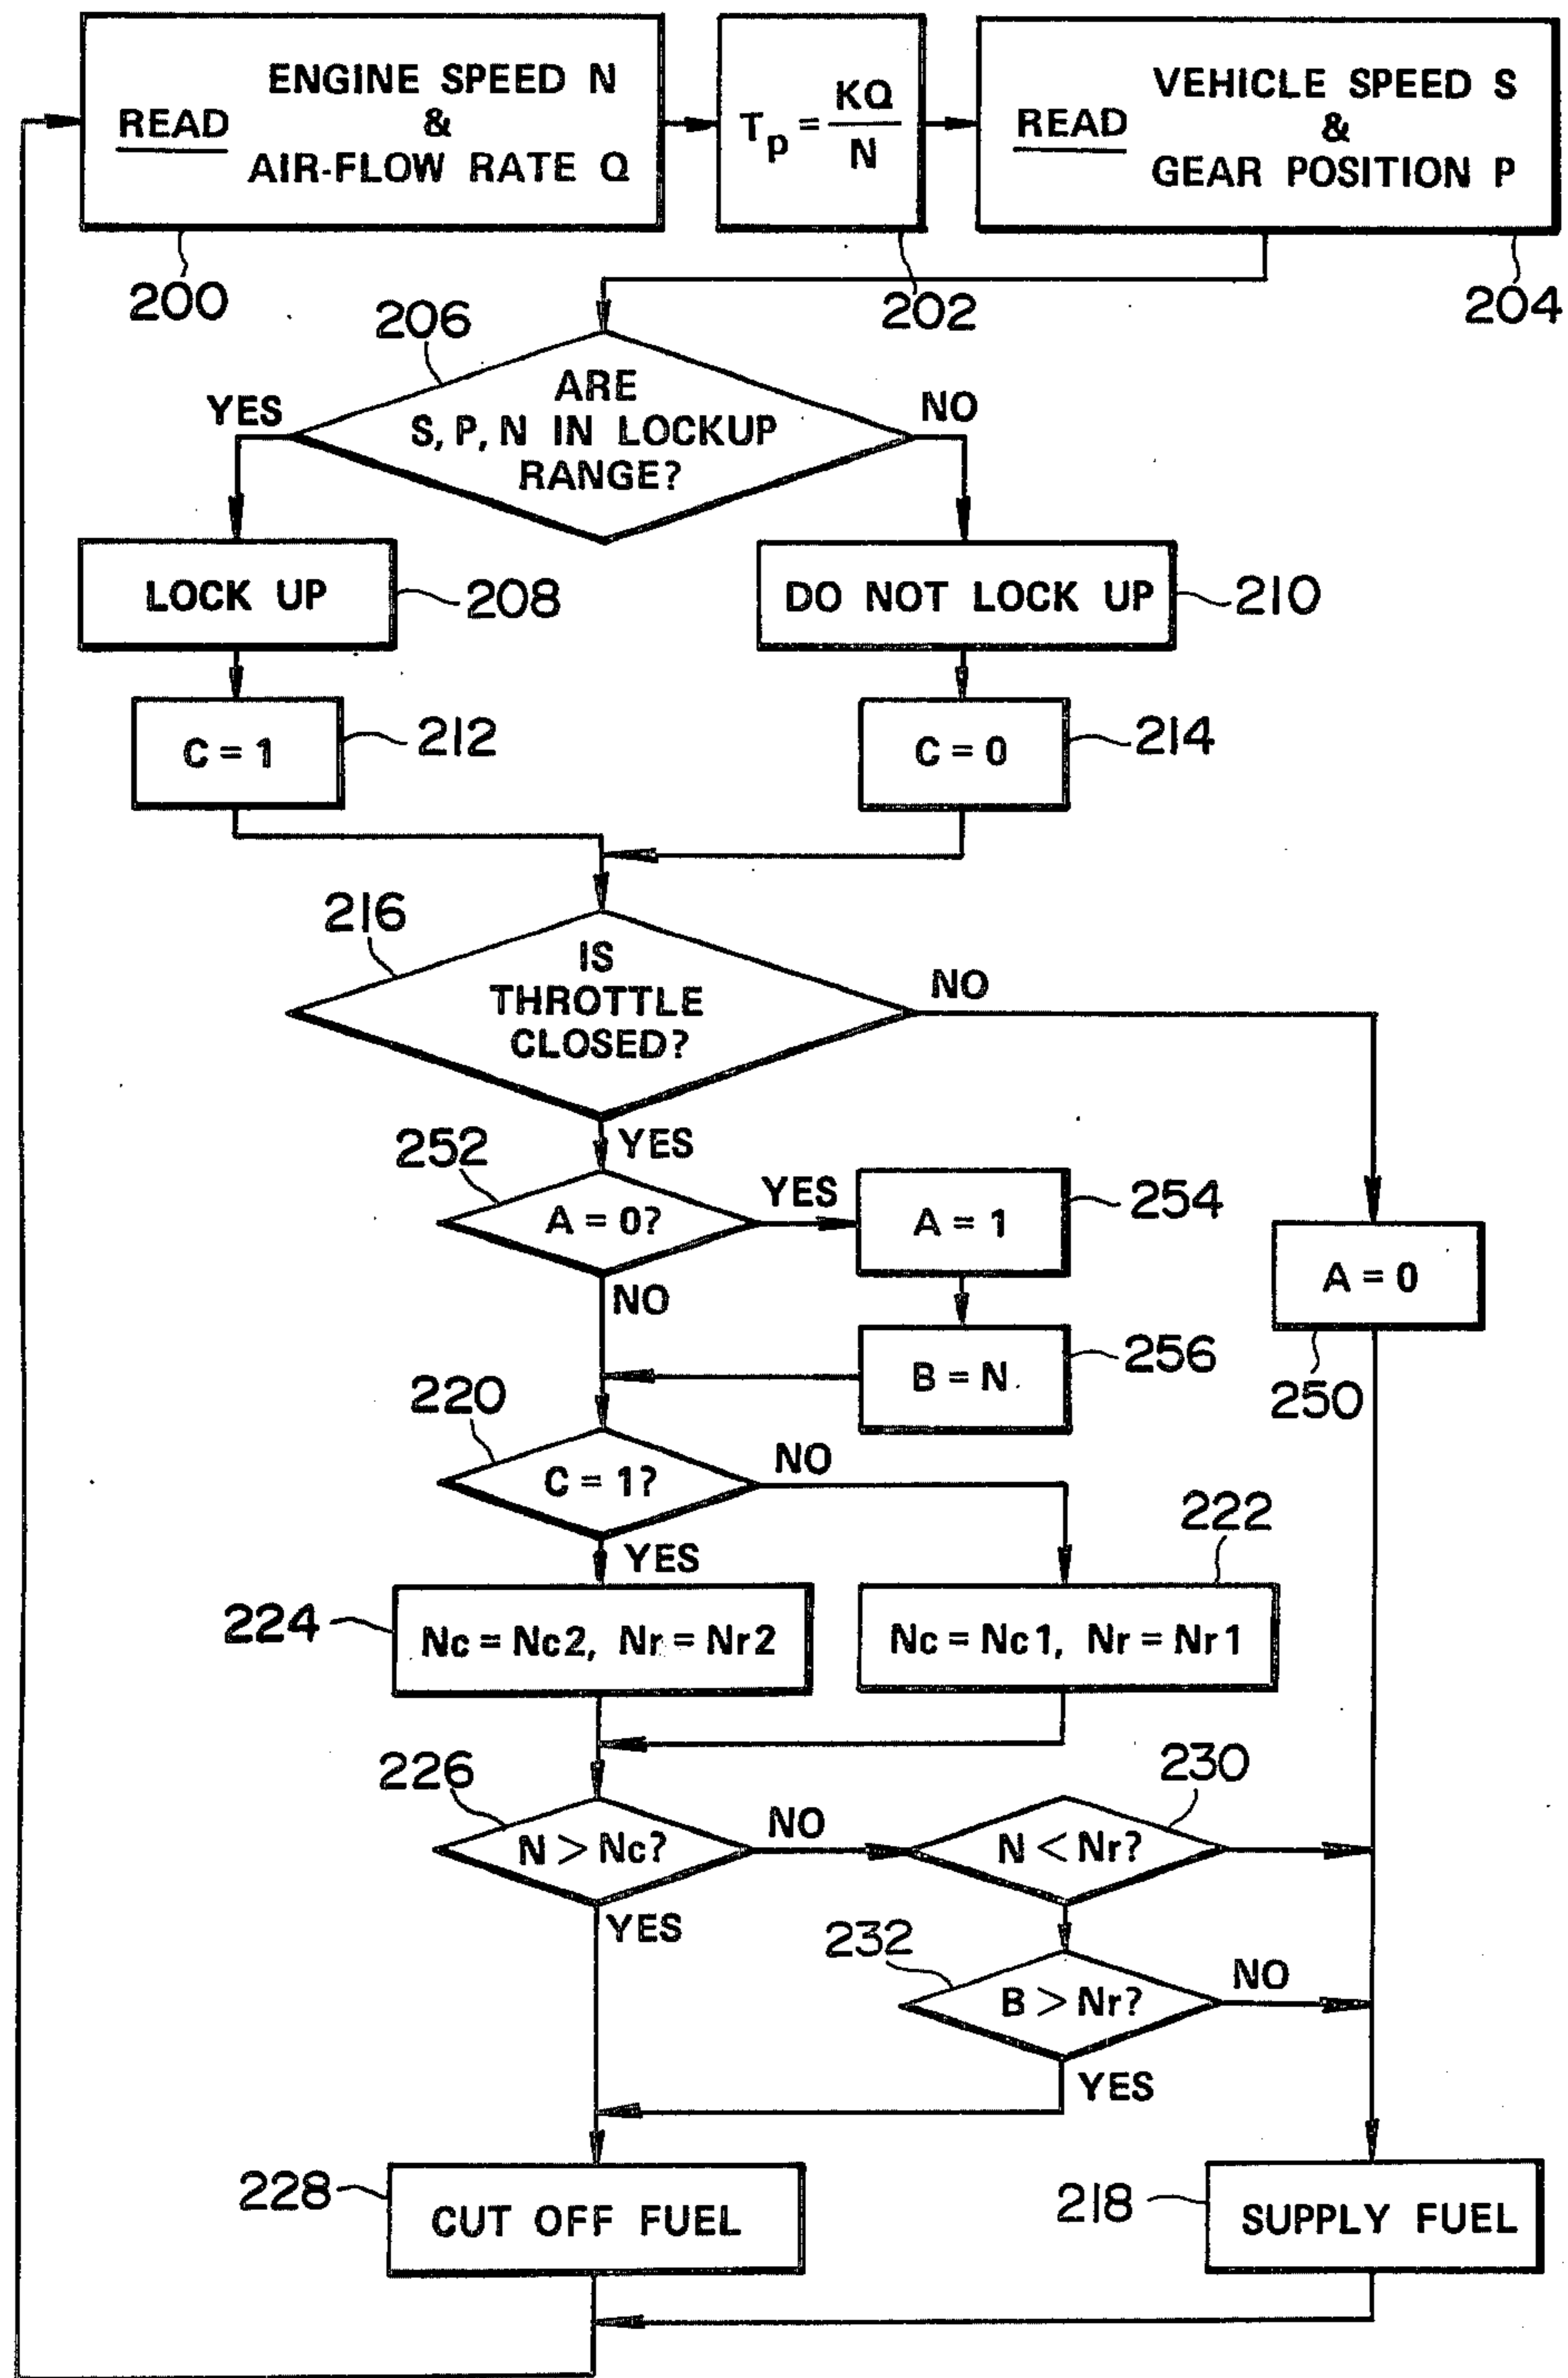 ENGINE SPEED N
READ &
AIR-FLOW RATE Q
200
Tp = KQ
N
202
VEHICLE SPEED S
READ &
GEAR POSITION P
204
206
ARE
S, P, N IN LOCKUP
RANGE?
YES
NO
LOCK UP
208
DO NOT LOCK UP
210
C = 1
212
C = 0
214
216
IS
THROTTLE
CLOSED?
NO
YES
252
A = 0?
YES
A = 1
254
NO
B = N
256
A = 0
250
220
C = 1?
NO
YES
222
224
Nc = Nc2, Nr = Nr2
Nc = Nc1, Nr = Nr1
226
N > Nc?
NO
230
N < Nr?
YES
232
B > Nr?
NO
YES
228
CUT OFF FUEL
218
SUPPLY FUEL